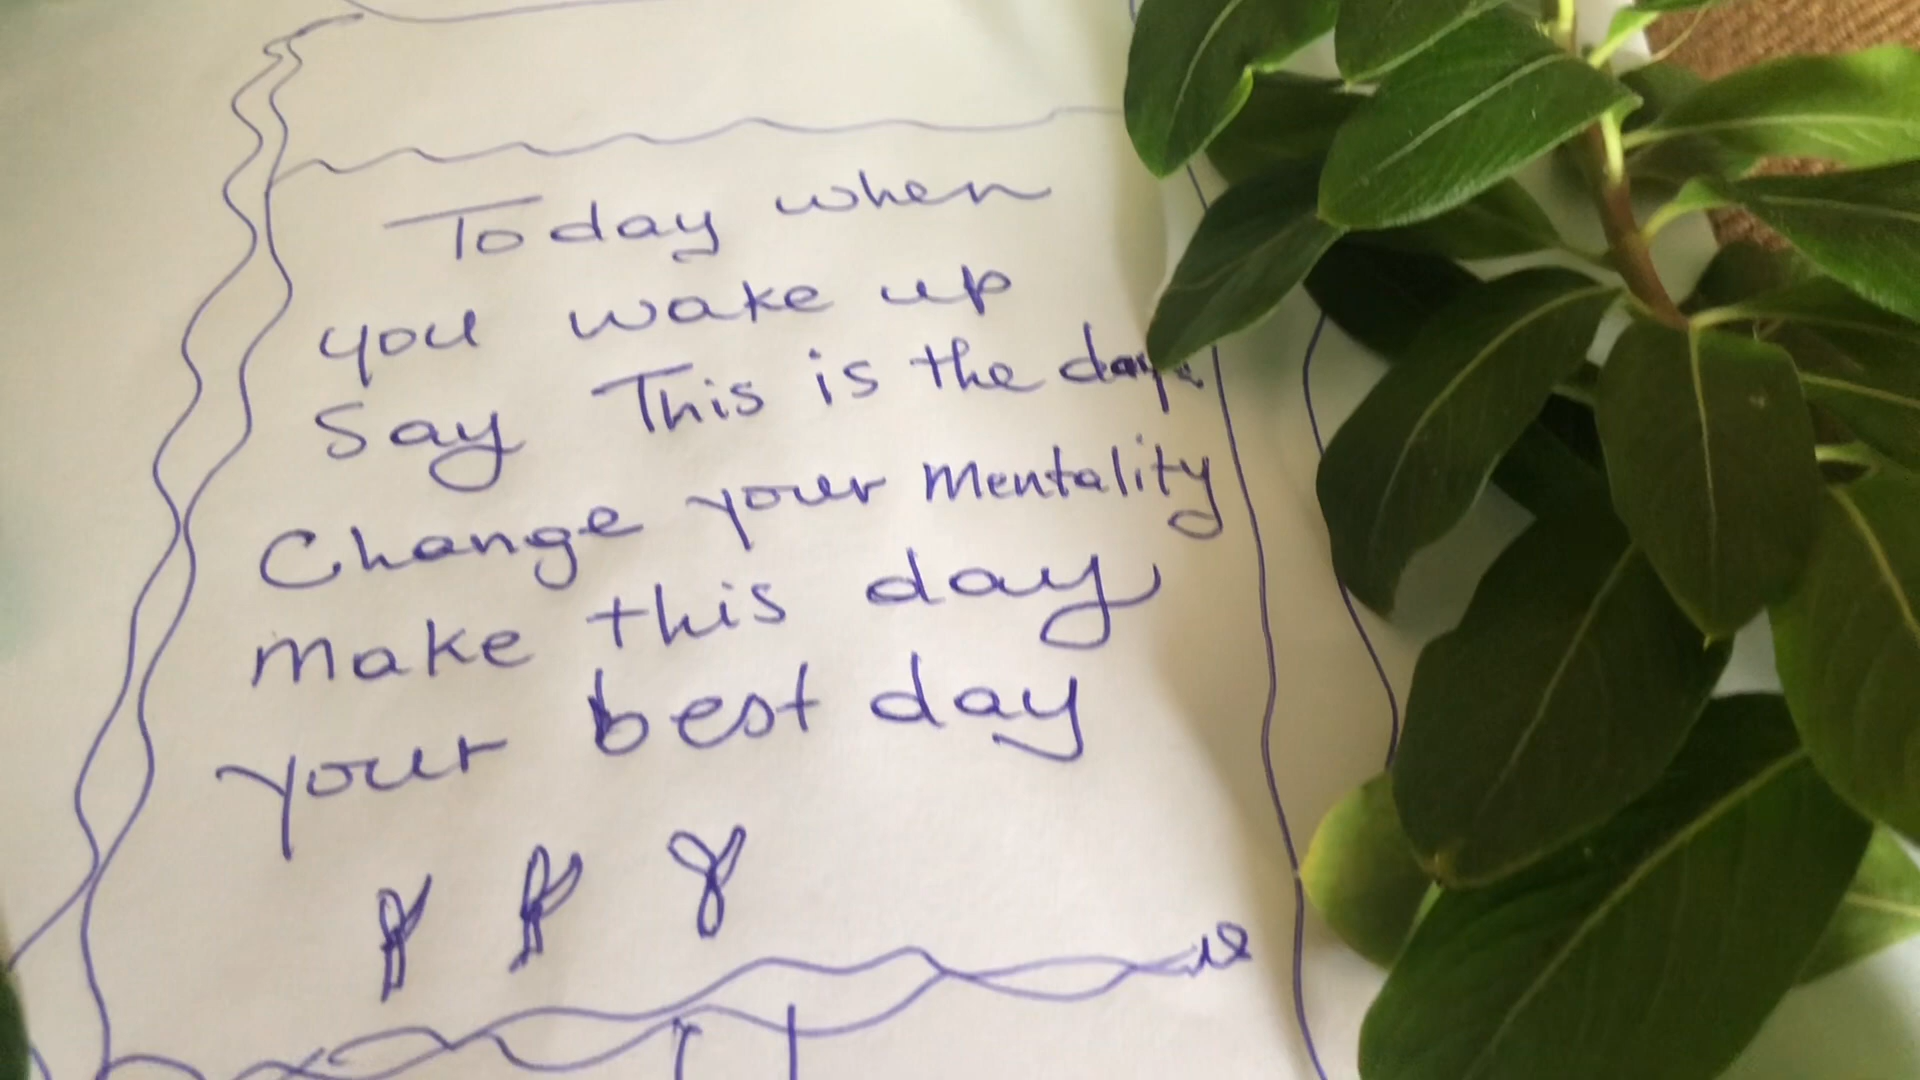 Today when
you wake up
Say This is the day
Change your Mentality
Make this day
your best day